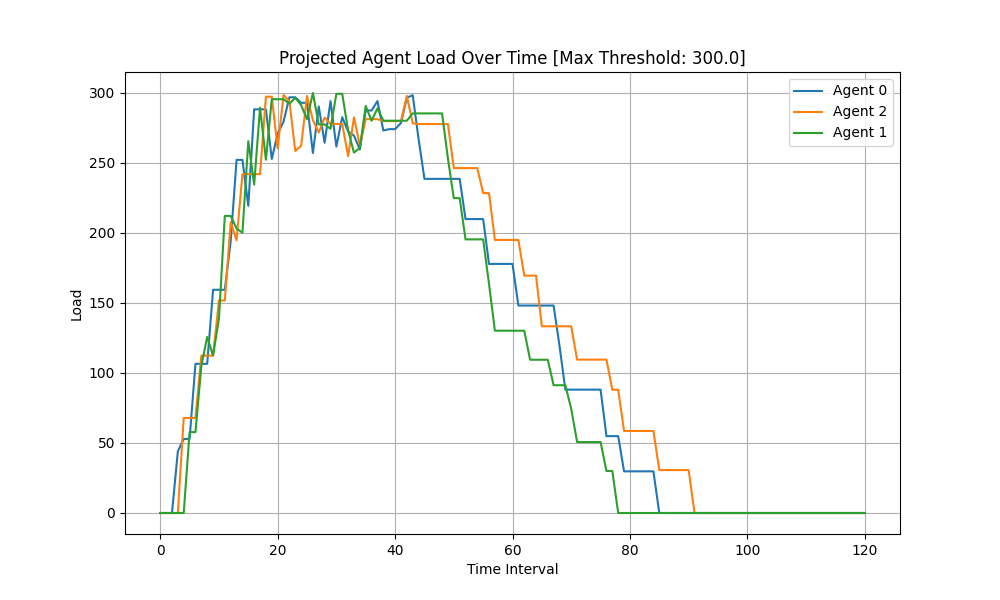 Projected Agent Load Over Time [Max Threshold: 300.0]
Agent 0
Agent 2
Agent 1
300
250
200
150
100
50
0
Load
0 20 40 60 80 100 120
Time Interval